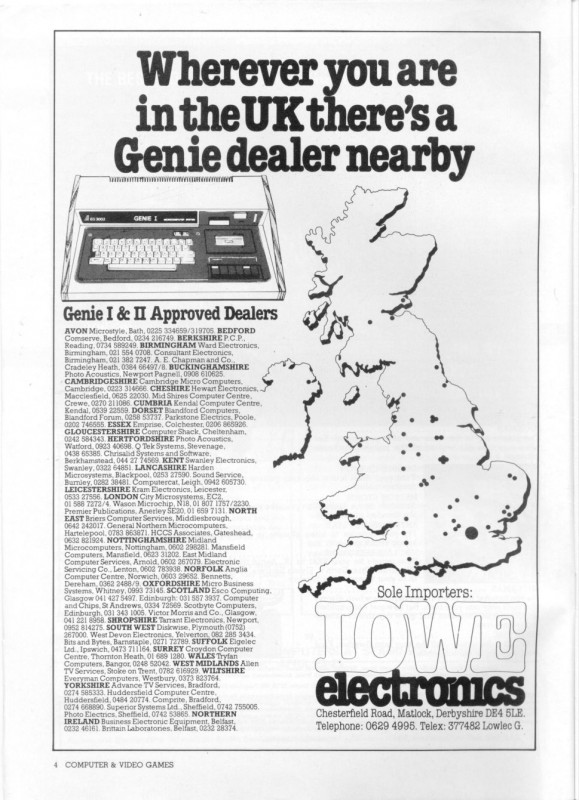 Wherever you are
in the UK there's a
Genie dealer nearby
EG 3003
GENIE I
Genie I & II Approved Dealers
AVON Microstyle, Bath, 0225 334659/319705. BEDFORD
Comserve, Bedford, 0234 216749. BERKSHIRE P.C.P.,
Reading, 0734 589249. BIRMINGHAM Ward Electronics,
Birmingham, 021 554 0708. Consultant Electronics,
Birmingham, 021 382 7247. A. E. Chapman and Co.,
Cradeley Heath, 0384 66497/8. BUCKINGHAMSHIRE
Photo Acoustics, Newport Pagnell, 0908 610625.
CAMBRIDGESHIRE Cambridge Micro Computers,
Cambridge, 0223 314666. CHESHIRE Hewart Electronics,
Macclesfield, 0625 22030. Mid Shires Computer Centre,
Crewe, 0270 211086. CUMBRIA Kendal Computer Centre,
Kendal, 0539 22559. DORSET Blandford Computers,
Blandford Forum, 0258 53737. Parkstone Electrics, Poole,
0202 746555. ESSEX Emprise, Colchester, 0206 865926.
GLOUCESTERSHIRE Computer Shack, Cheltenham,
0242 584343. HERTFORDSHIRE Photo Acoustics,
Watford, 0923 40698. Q Tek Systems, Stevenage,
0438 65385. Chrisalid Systems and Software,
Berkhamstead, 044 27 74569. KENT Swanley Electronics,
Swanley, 0322 64851. LANCASHIRE Harden
Microsystems, Blackpool, 0253 27590. Sound Service,
Burnley, 0282 38481. Computercat, Leigh, 0942 605730.
LEICESTERSHIRE Kram Electronics, Leicester,
0533 27556. LONDON City Microsystems, EC2,
01 588 7272/4. Wason Microchip, N18, 01 807 1757/2230.
Premier Publications, Anerley SE20, 01 659 7131. NORTH
EAST Briers Computer Services, Middlesbrough,
0642 242017. General Northern Microcomputers,
Hartelepool, 0783 863871. HCCS Associates, Gateshead,
0632 821924. NOTTINGHAMSHIRE Midland
Microcomputers, Nottingham, 0602 298281. Mansfield
Computers, Mansfield, 0623 31202. East Midland
Computer Services, Arnold, 0602 267079. Electronic
Servicing Co., Lenton, 0602 783938. NORFOLK Anglia
Computer Centre, Norwich, 0603 29652. Bennetts,
Dereham, 0362 2488/9. OXFORDSHIRE Micro Business
Systems, Whitney, 0993 73145. SCOTLAND Esco Computing,
Glasgow 041 427 5497. Edinburgh: 031 557 3937. Computer
and Chips, St Andrews, 0334 72569. Scotbyte Computers,
Edinburgh, 031 343 1005. Victor Morris and Co., Glasgow,
041 221 8958. SHROPSHIRE Tarrant Electronics, Newport,
0952 814275. SOUTH WEST Diskwise, Plymouth (0752)
267000. West Devon Electronics, Yelverton, 082 285 3434.
Bits and Bytes, Barnstaple, 0271 72789. SUFFOLK Elgelec
Ltd., Ipswich, 0473 711164. SURREY Croydon Computer
Centre, Thornton Heath, 01 689 1280. WALES Tryfan
Computers, Bangor, 0248 52042. WEST MIDLANDS Allen
TV Services, Stoke on Trent, 0782 616929. WILTSHIRE
Everyman Computers, Westbury, 0373 823764.
YORKSHIRE Advance TV Services, Bradford,
0274 585333. Huddersfield Computer Centre,
Huddersfield, 0484 20774. Comprite, Bradford,
0274 668890. Superior Systems Ltd., Sheffield, 0742 755005.
Photo Electrics, Sheffield, 0742 53865. NORTHERN
IRELAND Business Electronic Equipment, Belfast,
0232 46161. Brittain Laboratories, Belfast, 0232 28374.
Sole Importers:
LOWE
electronics
Chesterfield Road, Matlock, Derbyshire DE4 5LE.
Telephone: 0629 4995. Telex: 377482 Lowlec G.
4 COMPUTER & VIDEO GAMES